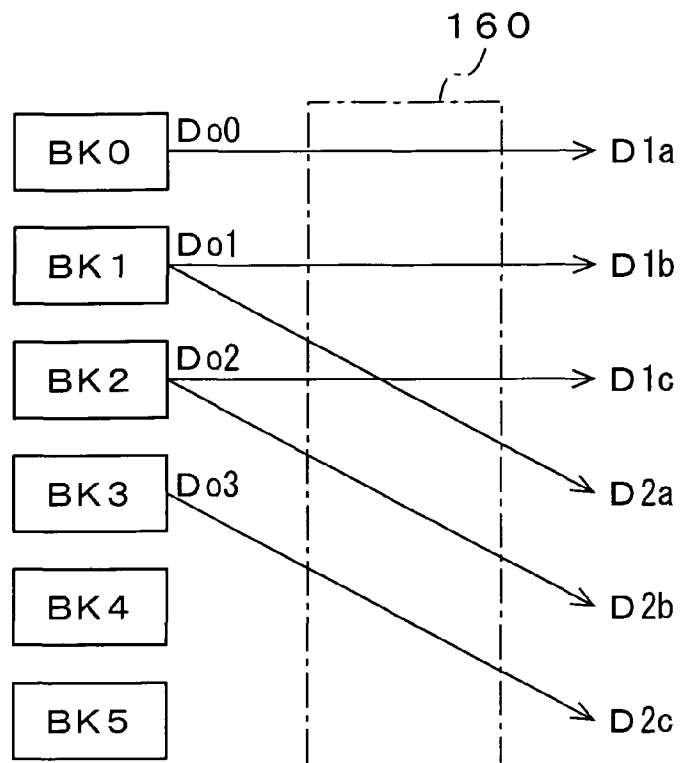 160
BK0 Do0 D1a
BK1 Do1 D1b
BK2 Do2 D1c
BK3 Do3 D2a
BK4 D2b
BK5 D2c